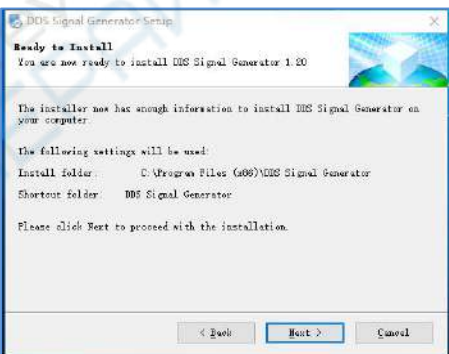 DDS Signal Generator Setup
Ready to Install
You are now ready to install DDS Signal Generator 1.20
The installer now has enough information to install DDS Signal Generator on
your computer.
The following settings will be used:
Install folder: C:\Program Files (x86)\DDS Signal Generator
Shortcut folder: DDS Signal Generator
Please click Next to proceed with the installation.
< Back
Next >
Cancel